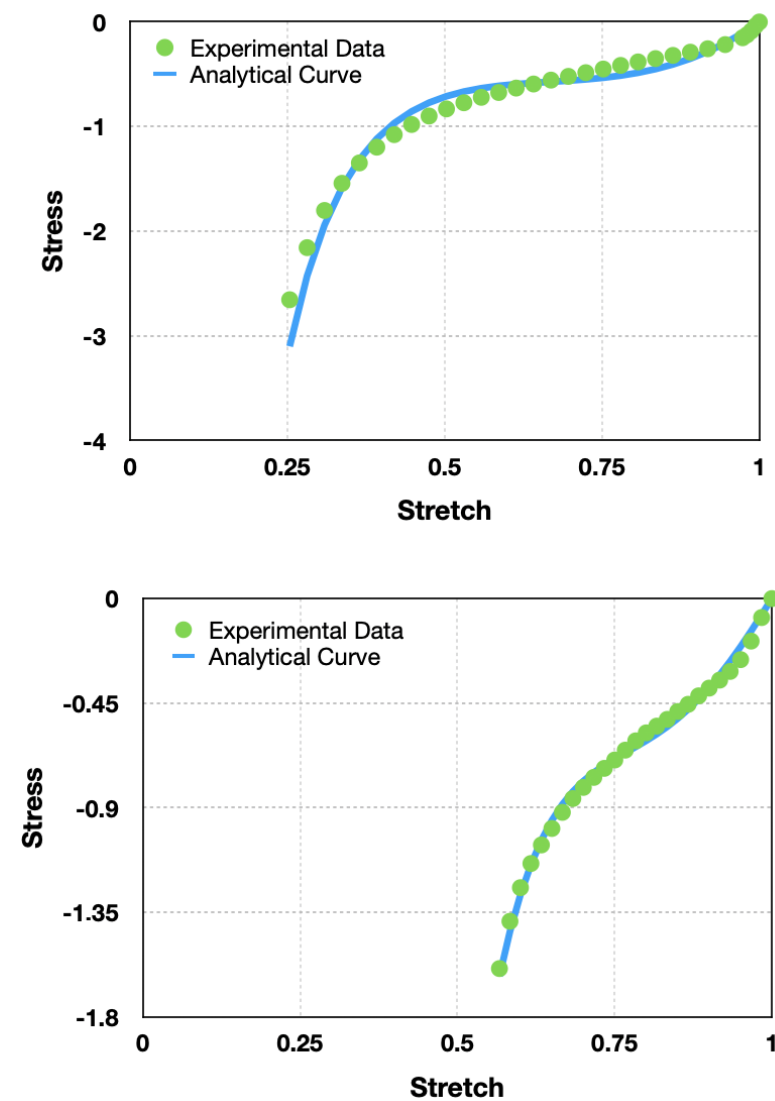 0
Experimental Data
Analytical Curve
-1
-2
-3
-4
Stress
0 0.25 0.5 0.75 1
Stretch
0
Experimental Data
Analytical Curve
-0.45
-0.9
-1.35
-1.8
Stress
0 0.25 0.5 0.75 1
Stretch